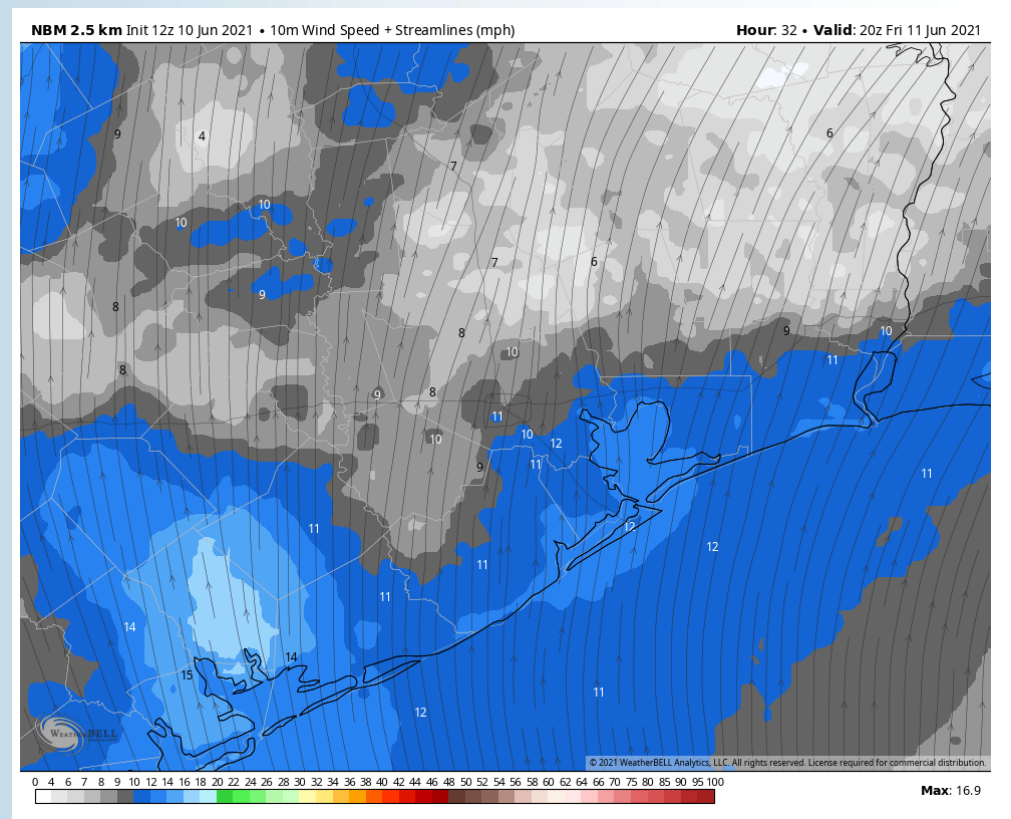 NBM 2.5 km Init 12z 10 Jun 2021 • 10m Wind Speed + Streamlines (mph) Hour: 32 • Valid: 20z Fri 11 Jun 2021
9 4 6
7
10
10
7 6
9
8
8 9 10
10 11
8
9 8
11
10 10 12
11
9 11
11 12
12
11
11
14
14
15
11
12
WEATHERBELL
© 2021 WeatherBELL Analytics, LLC. All rights reserved. License required for commercial distribution.
0 4 6 7 8 9 10 12 14 16 18 20 22 24 26 28 30 32 34 36 38 40 42 44 46 48 50 52 54 56 58 60 62 64 66 70 75 80 85 90 95 100
Max: 16.9